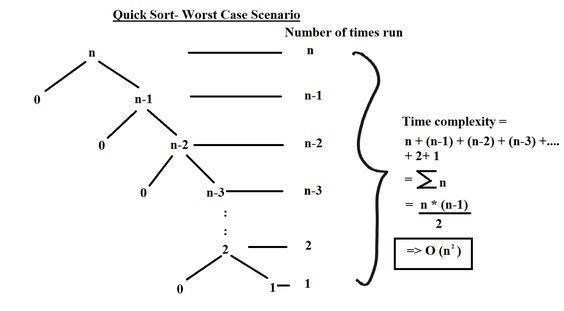 Quick Sort- Worst Case Scenario
Number of times run
n
n
0
n-1
n-1
0
n-2
n-2
0
n-3
n-3
:
:
2
2
0
1
1
Time complexity =
n + (n-1) + (n-2) + (n-3) +....
+ 2+ 1
= ∑ n
= n * (n-1)
2
=> O (n²)